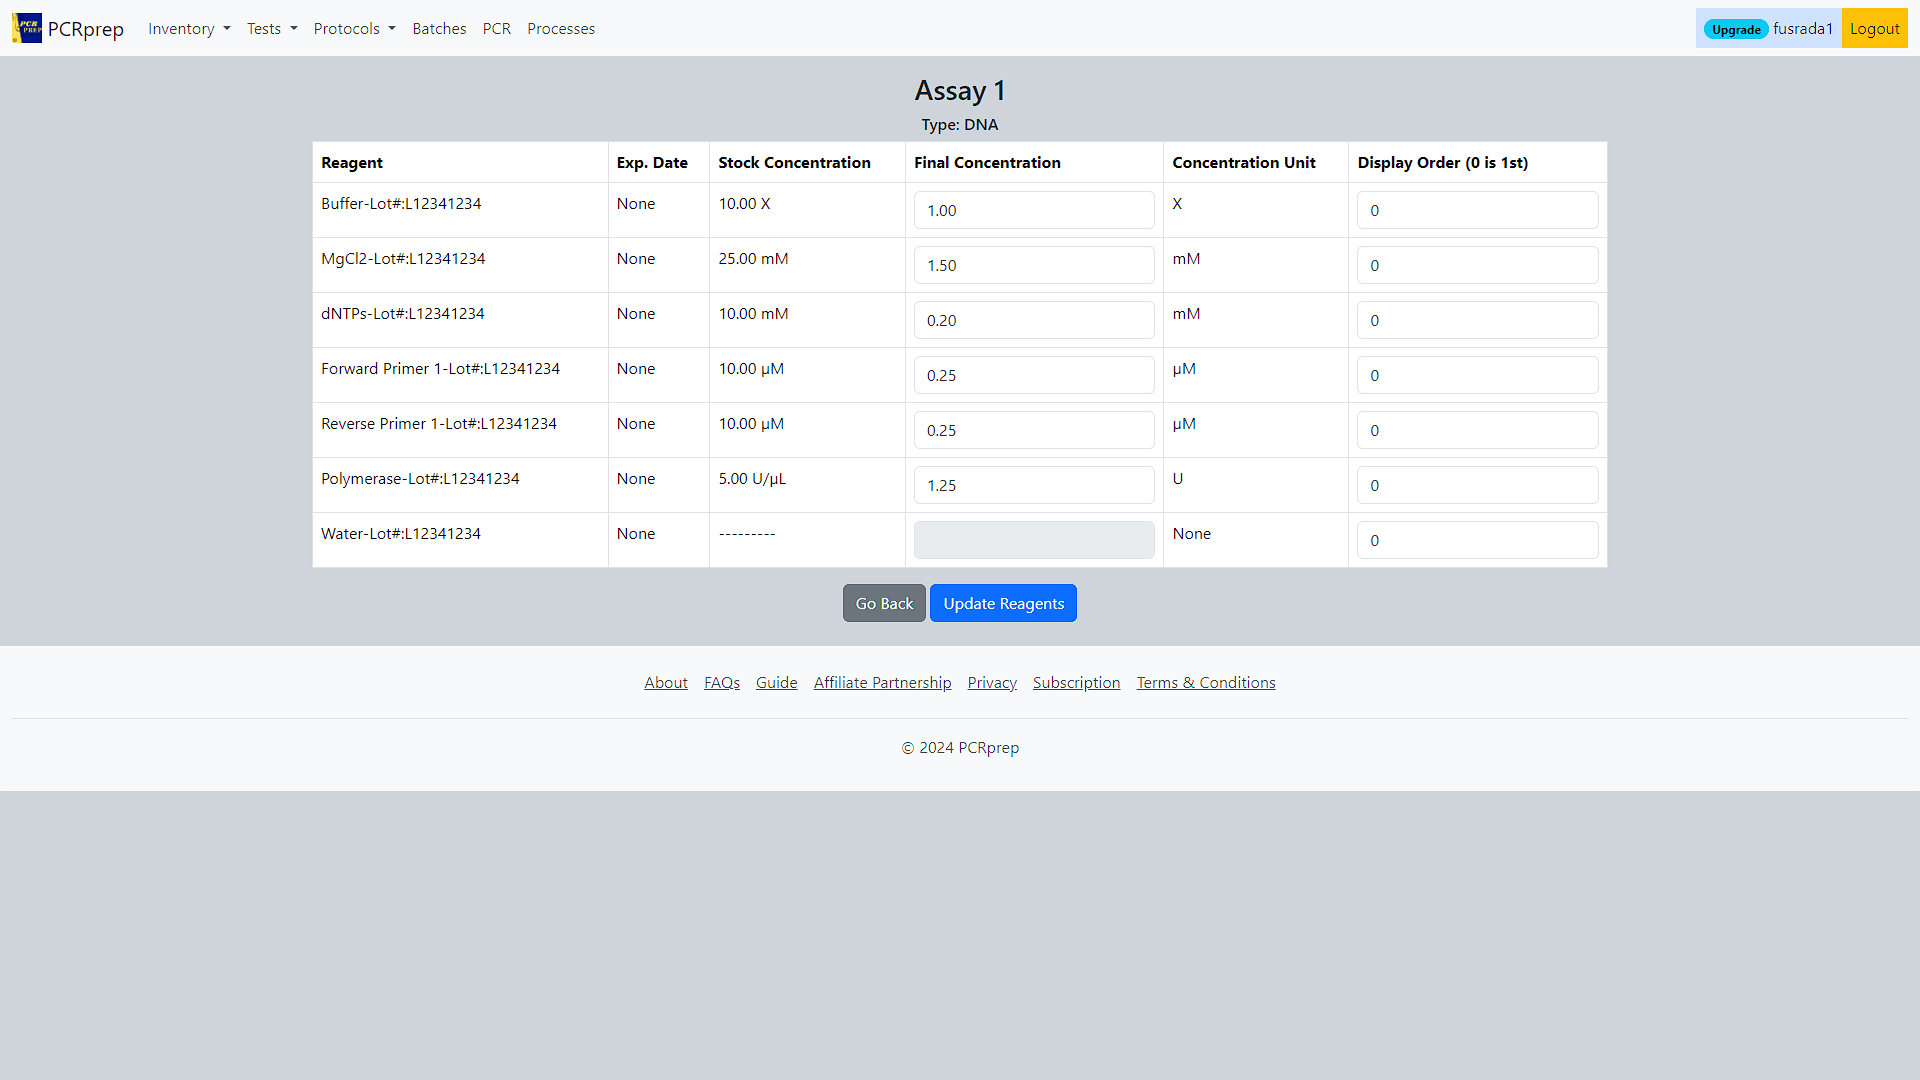 PCR PREP PCRprep Inventory Tests Protocols Batches PCR Processes Upgrade fusrada1 Logout
Assay 1
Type: DNA
Reagent Exp. Date Stock Concentration Final Concentration Concentration Unit Display Order (0 is 1st)
Buffer-Lot#:L12341234 None 10.00 X 1.00 X 0
MgCl2-Lot#:L12341234 None 25.00 mM 1.50 mM 0
dNTPs-Lot#:L12341234 None 10.00 mM 0.20 mM 0
Forward Primer 1-Lot#:L12341234 None 10.00 µM 0.25 µM 0
Reverse Primer 1-Lot#:L12341234 None 10.00 µM 0.25 µM 0
Polymerase-Lot#:L12341234 None 5.00 U/µL 1.25 U 0
Water-Lot#:L12341234 None --------- None 0
Go Back Update Reagents
About FAQs Guide Affiliate Partnership Privacy Subscription Terms & Conditions
© 2024 PCRprep